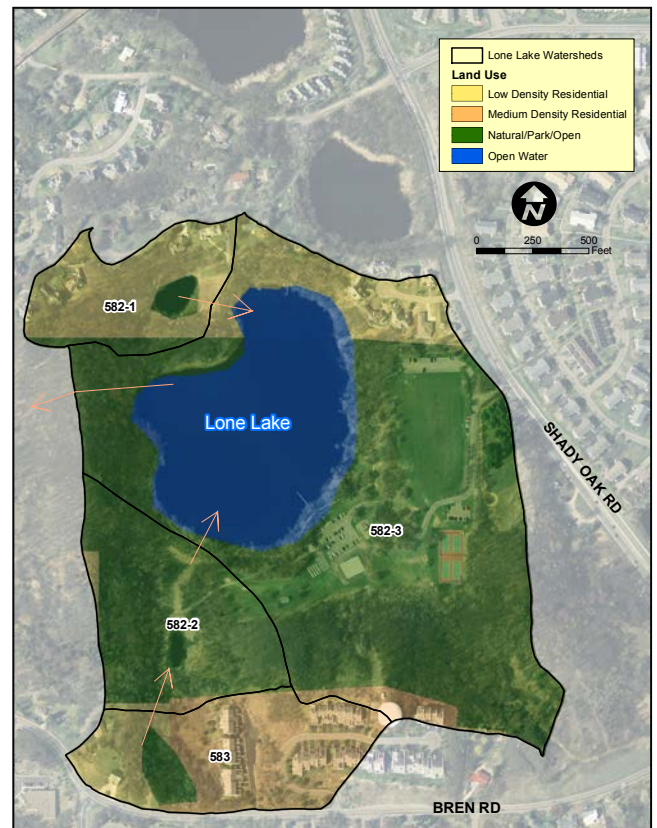 Lone Lake Watersheds
Land Use
Low Density Residential
Medium Density Residential
Natural/Park/Open
Open Water
N
0 250 500
Feet
582-1
Lone Lake
SHADY OAK RD
582-3
582-2
583
BREN RD